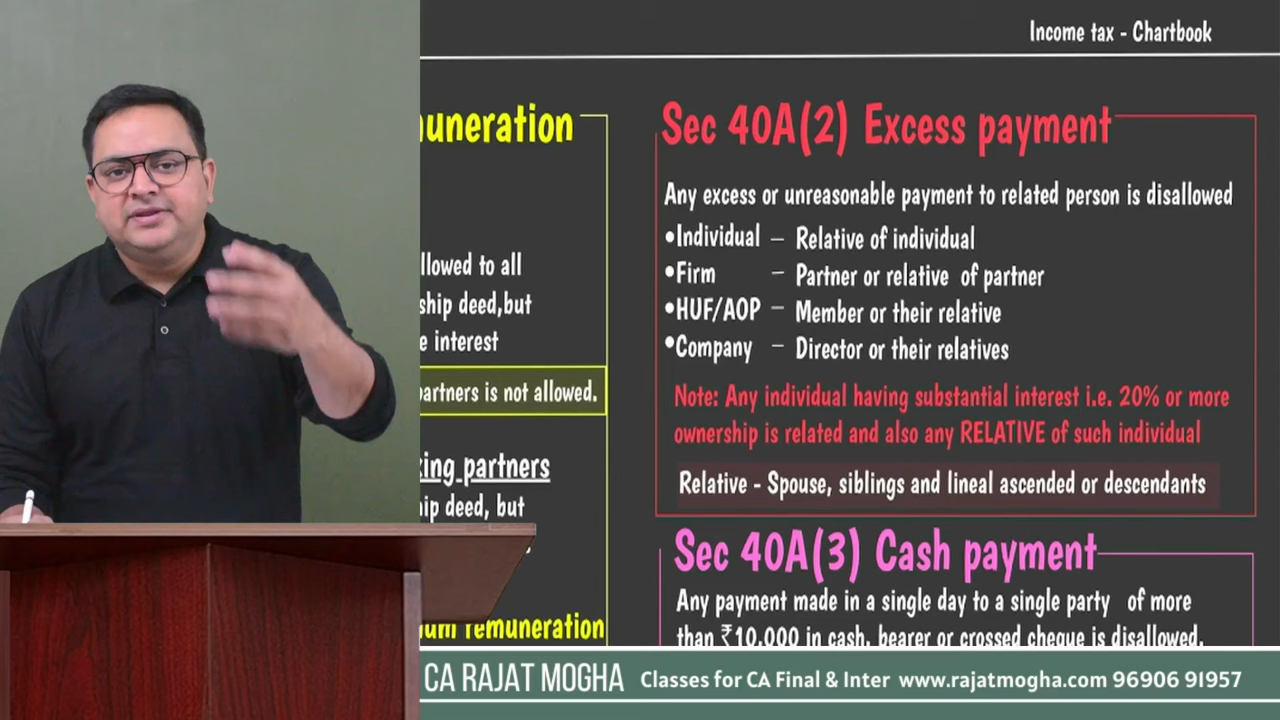 Income tax - Chartbook
uneration
llowed to all
ship deed,but
e interest
partners is not allowed.
king partners
ip deed, but
um remuneration
Sec 40A(2) Excess payment
Any excess or unreasonable payment to related person is disallowed
•Individual – Relative of individual
•Firm – Partner or relative of partner
•HUF/AOP – Member or their relative
•Company – Director or their relatives
Note: Any individual having substantial interest i.e. 20% or more
ownership is related and also any RELATIVE of such individual
Relative - Spouse, siblings and lineal ascended or descendants
Sec 40A(3) Cash payment
Any payment made in a single day to a single party of more
than ₹10,000 in cash, bearer or crossed cheque is disallowed.
CA RAJAT MOGHA Classes for CA Final & Inter www.rajatmogha.com 96906 91957